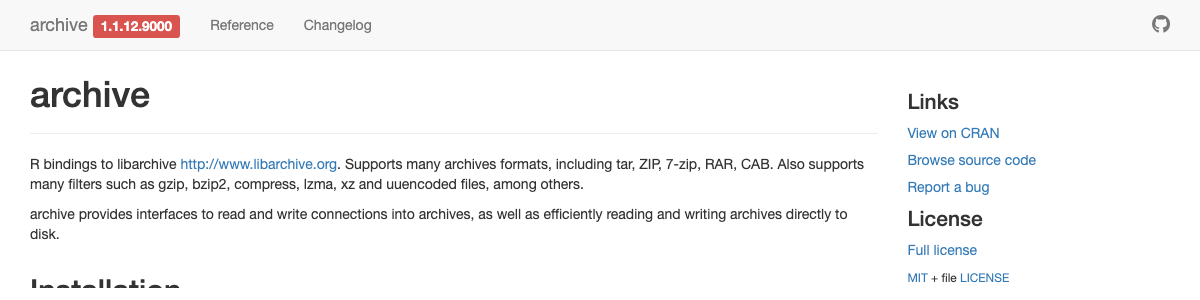 archive 1.1.12.9000 Reference Changelog
archive
R bindings to libarchive http://www.libarchive.org. Supports many archives formats, including tar, ZIP, 7-zip, RAR, CAB. Also supports
many filters such as gzip, bzip2, compress, lzma, xz and uuencoded files, among others.
archive provides interfaces to read and write connections into archives, as well as efficiently reading and writing archives directly to
disk.
Installation
Links
View on CRAN
Browse source code
Report a bug
License
Full license
MIT + file LICENSE